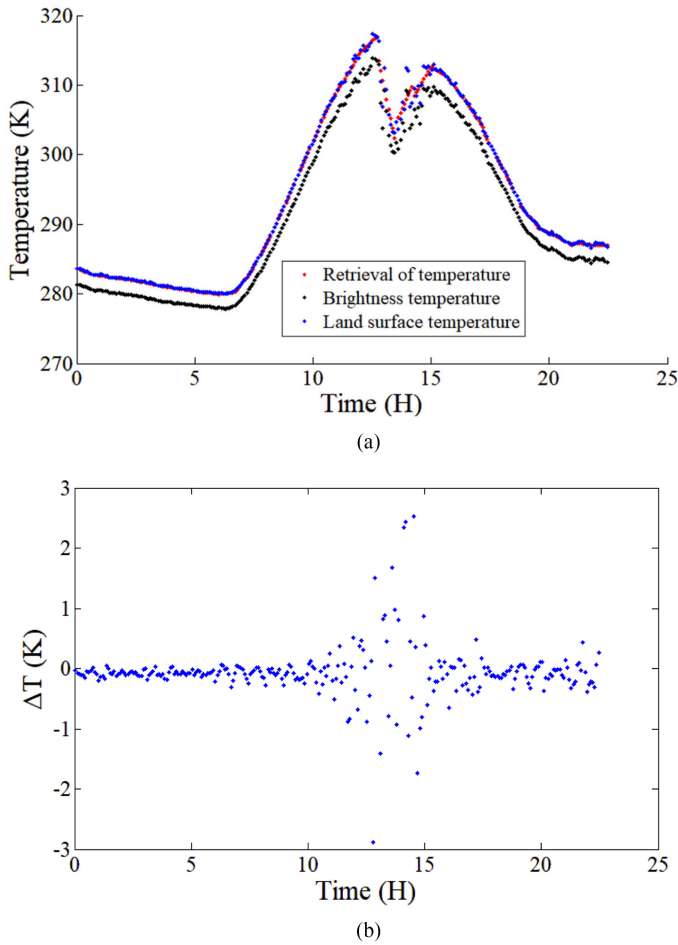 320
310
300
290
280
270
Temperature (K)
Retrieval of temperature
Brightness temperature
Land surface temperature
0 5 10 15 20 25
Time (H)
(a)
3
2
1
0
-1
-2
-3
ΔT (K)
0 5 10 15 20 25
Time (H)
(b)